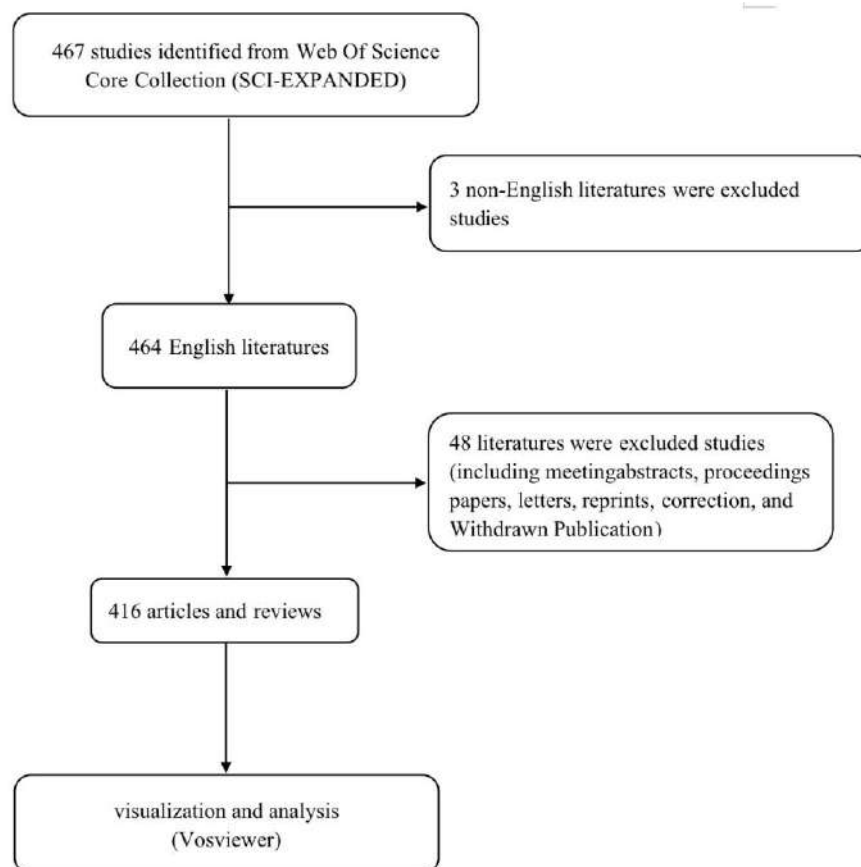 467 studies identified from Web Of Science
Core Collection (SCI-EXPANDED)
3 non-English literatures were excluded
studies
464 English literatures
48 literatures were excluded studies
(including meetingabstracts, proceedings
papers, letters, reprints, correction, and
Withdrawn Publication)
416 articles and reviews
visualization and analysis
(Vosviewer)